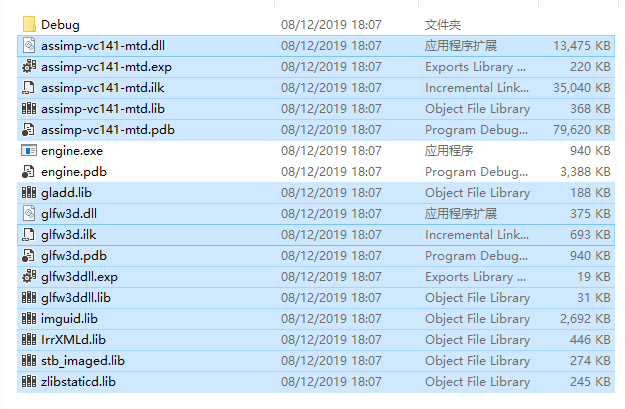 Debug 08/12/2019 18:07 文件夹
assimp-vc141-mtd.dll 08/12/2019 18:07 应用程序扩展 13,475 KB
assimp-vc141-mtd.exp 08/12/2019 18:07 Exports Library ... 220 KB
assimp-vc141-mtd.ilk 08/12/2019 18:07 Incremental Link... 35,040 KB
assimp-vc141-mtd.lib 08/12/2019 18:07 Object File Library 368 KB
assimp-vc141-mtd.pdb 08/12/2019 18:07 Program Debug... 79,620 KB
engine.exe 08/12/2019 18:07 应用程序 940 KB
engine.pdb 08/12/2019 18:07 Program Debug... 3,388 KB
gladd.lib 08/12/2019 18:07 Object File Library 188 KB
glfw3d.dll 08/12/2019 18:07 应用程序扩展 375 KB
glfw3d.ilk 08/12/2019 18:07 Incremental Link... 693 KB
glfw3d.pdb 08/12/2019 18:07 Program Debug... 940 KB
glfw3ddll.exp 08/12/2019 18:07 Exports Library ... 19 KB
glfw3ddll.lib 08/12/2019 18:07 Object File Library 31 KB
imguid.lib 08/12/2019 18:07 Object File Library 2,692 KB
IrrXMLd.lib 08/12/2019 18:07 Object File Library 446 KB
stb_imaged.lib 08/12/2019 18:07 Object File Library 274 KB
zlibstaticd.lib 08/12/2019 18:07 Object File Library 245 KB